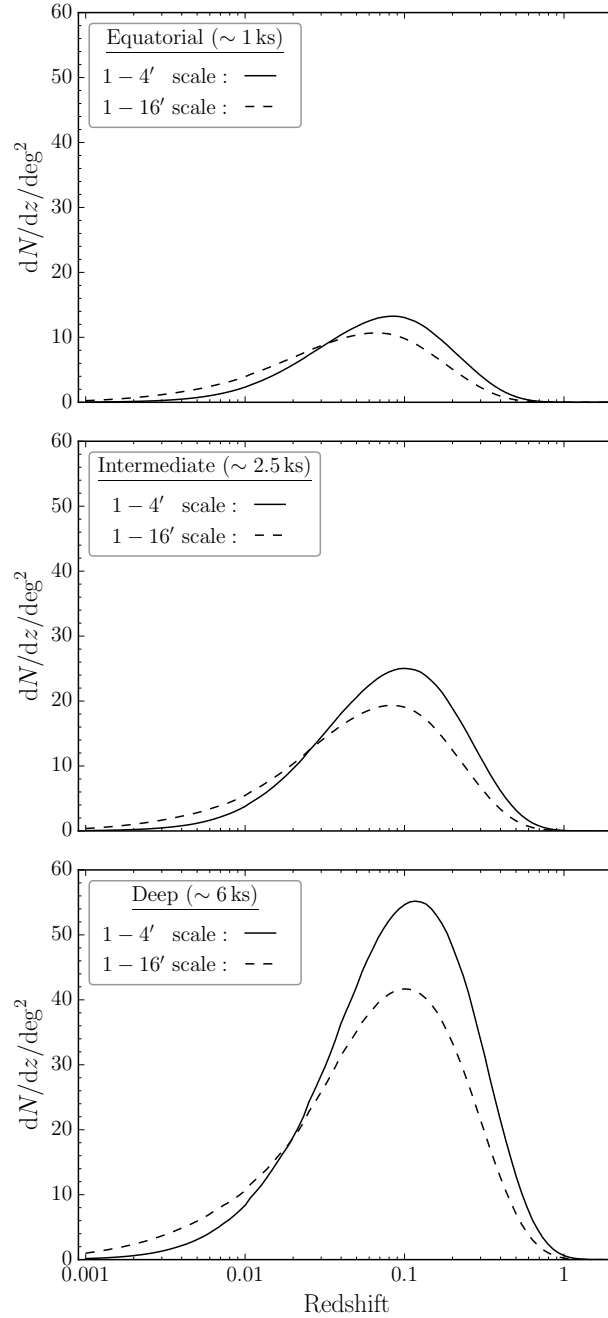 60
50
40
30
20
10
0
dN/dz/deg²
Equatorial (∼ 1 ks)
1 − 4′ scale :
1 − 16′ scale :
60
50
40
30
20
10
0
dN/dz/deg²
Intermediate (∼ 2.5 ks)
1 − 4′ scale :
1 − 16′ scale :
60
50
40
30
20
10
0
dN/dz/deg²
Deep (∼ 6 ks)
1 − 4′ scale :
1 − 16′ scale :
0.001 0.01 0.1 1
Redshift